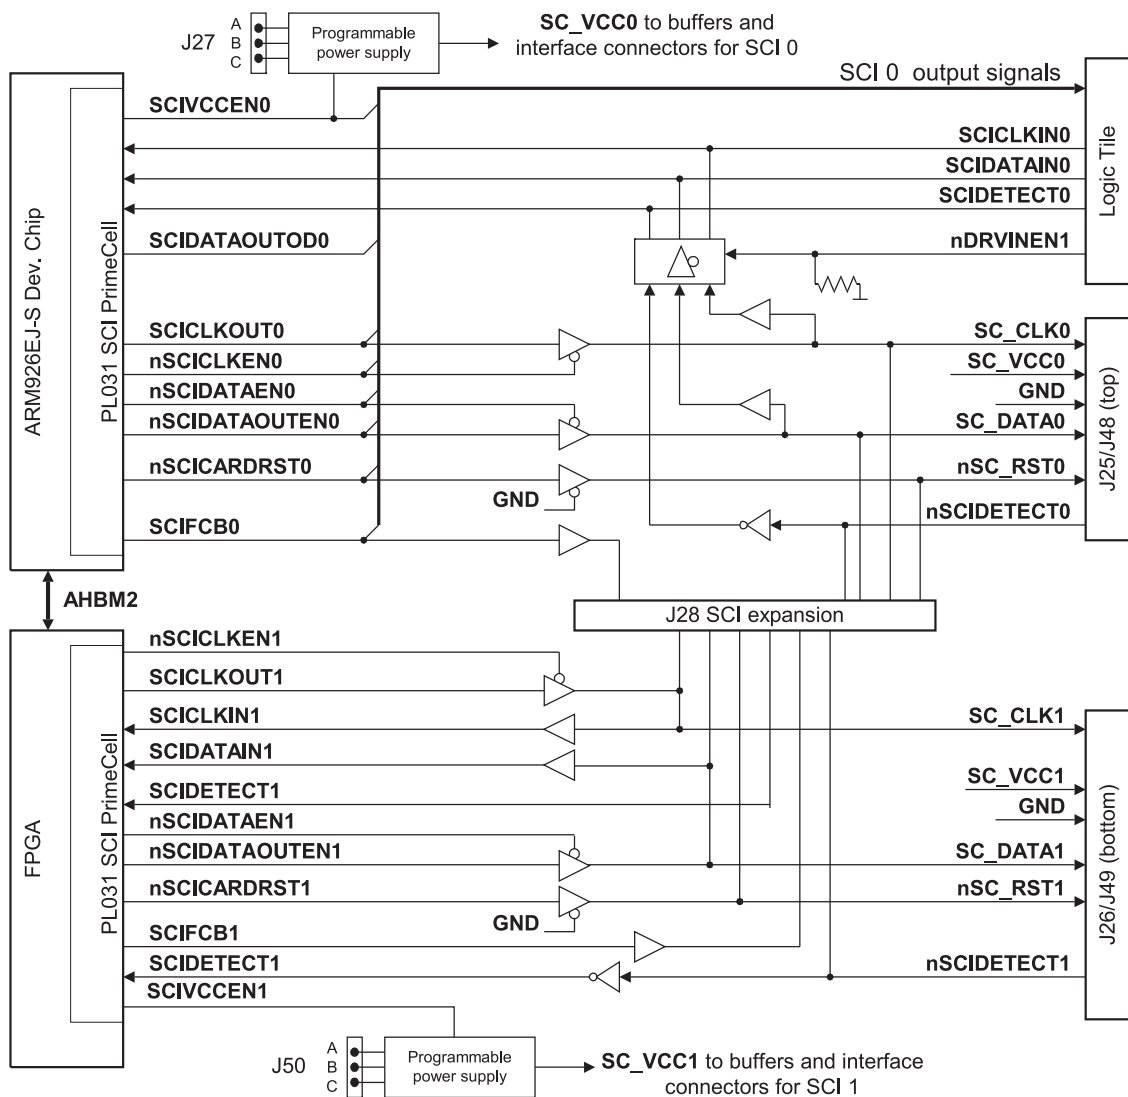 J27
A
B
C
Programmable
power supply
SC_VCC0 to buffers and
interface connectors for SCI 0
SCI 0 output signals
ARM926EJ-S Dev. Chip
PL031 SCI PrimeCell
SCIVCCEN0
SCIDATAOUTOD0
SCICLKOUT0
nSCICLKEN0
nSCIDATAEN0
nSCIDATAOUTEN0
nSCICARDRST0
GND
SCIFCB0
SCICLKIN0
SCIDATAIN0
SCIDETECT0
nDRVINEN1
Logic Tile
SC_CLK0
SC_VCC0
GND
SC_DATA0
nSC_RST0
nSCIDETECT0
J25/J48 (top)
AHBM2
J28 SCI expansion
FPGA
PL031 SCI PrimeCell
nSCICLKEN1
SCICLKOUT1
SCICLKIN1
SCIDATAIN1
SCIDETECT1
nSCIDATAEN1
nSCIDATAOUTEN1
nSCICARDRST1
GND
SCIFCB1
SCIDETECT1
SCIVCCEN1
SC_CLK1
SC_VCC1
GND
SC_DATA1
nSC_RST1
nSCIDETECT1
J26/J49 (bottom)
J50
A
B
C
Programmable
power supply
SC_VCC1 to buffers and interface
connectors for SCI 1